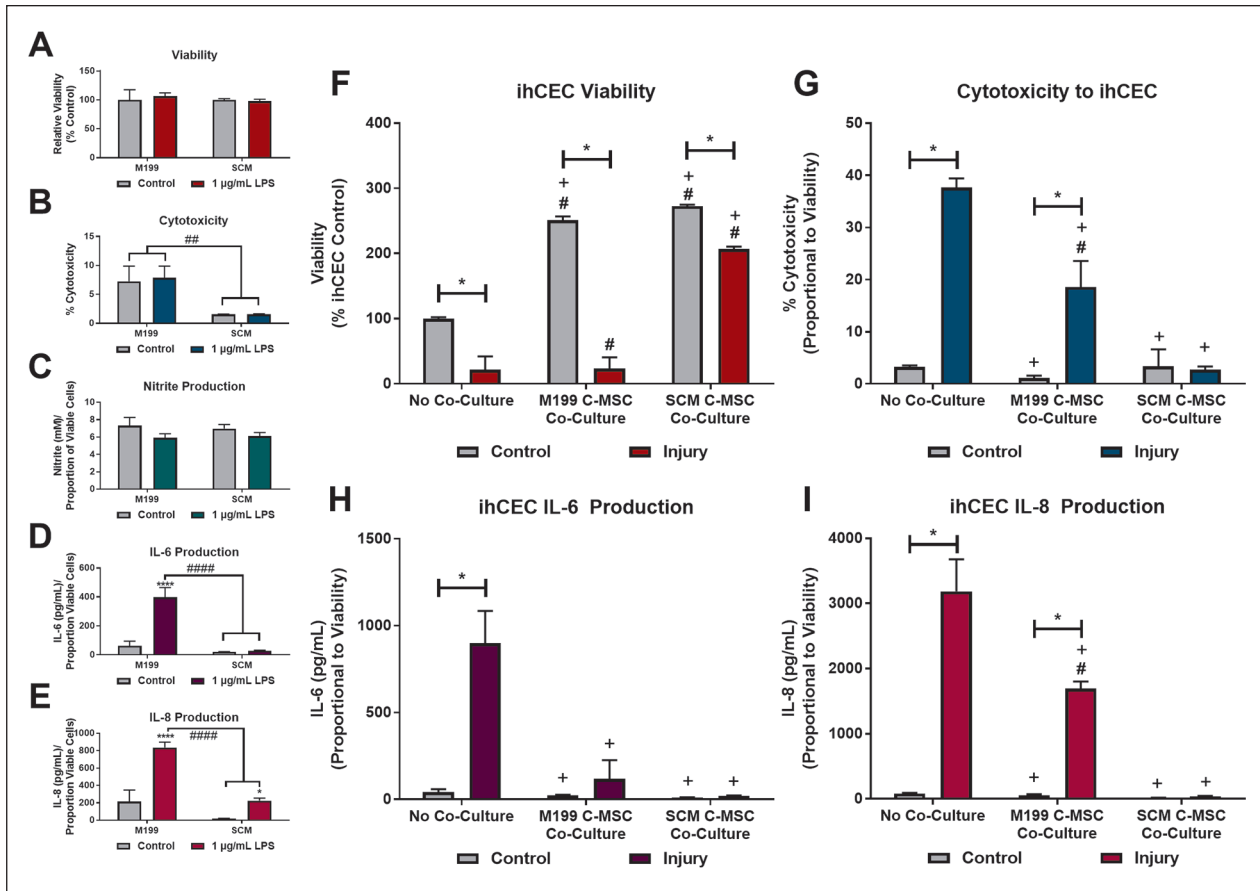 A
Viability
Relative Viability
(% Control)
150
100
50
0
M199
SCM
Control
1 µg/mL LPS
B
Cytotoxicity
% Cytotoxicity
15
10
5
0
##
M199
SCM
Control
1 µg/mL LPS
C
Nitrite Production
Nitrite (mM)/
Proportion of Viable Cells)
10
8
6
4
2
0
M199
SCM
Control
1 µg/mL LPS
D
IL-6 Production
IL-6 (pg/mL)/
Proportion Viable Cells)
600
400
200
0
****
####
M199
SCM
Control
1 µg/mL LPS
E
IL-8 Production
IL-8 (pg/mL)/
Proportion Viable Cells)
1000
800
600
400
200
0
****
####
*
M199
SCM
Control
1 µg/mL LPS
F
ihCEC Viability
Viability
(% ihCEC Control)
400
300
200
100
0
*
*
*
+
#
#
+
#
+
#
No Co-Culture
M199 C-MSC
Co-Culture
SCM C-MSC
Co-Culture
Control
Injury
G
Cytotoxicity to ihCEC
% Cytotoxicity
(Proportional to Viability)
50
40
30
20
10
0
*
*
+
+
#
+
+
No Co-Culture
M199 C-MSC
Co-Culture
SCM C-MSC
Co-Culture
Control
Injury
H
ihCEC IL-6 Production
IL-6 (pg/mL)
(Proportional to Viability)
1500
1000
500
0
*
+
+
+
+
No Co-Culture
M199 C-MSC
Co-Culture
SCM C-MSC
Co-Culture
Control
Injury
I
ihCEC IL-8 Production
IL-8 (pg/mL)
(Proportional to Viability)
4000
3000
2000
1000
0
*
*
+
+
#
+
+
No Co-Culture
M199 C-MSC
Co-Culture
SCM C-MSC
Co-Culture
Control
Injury